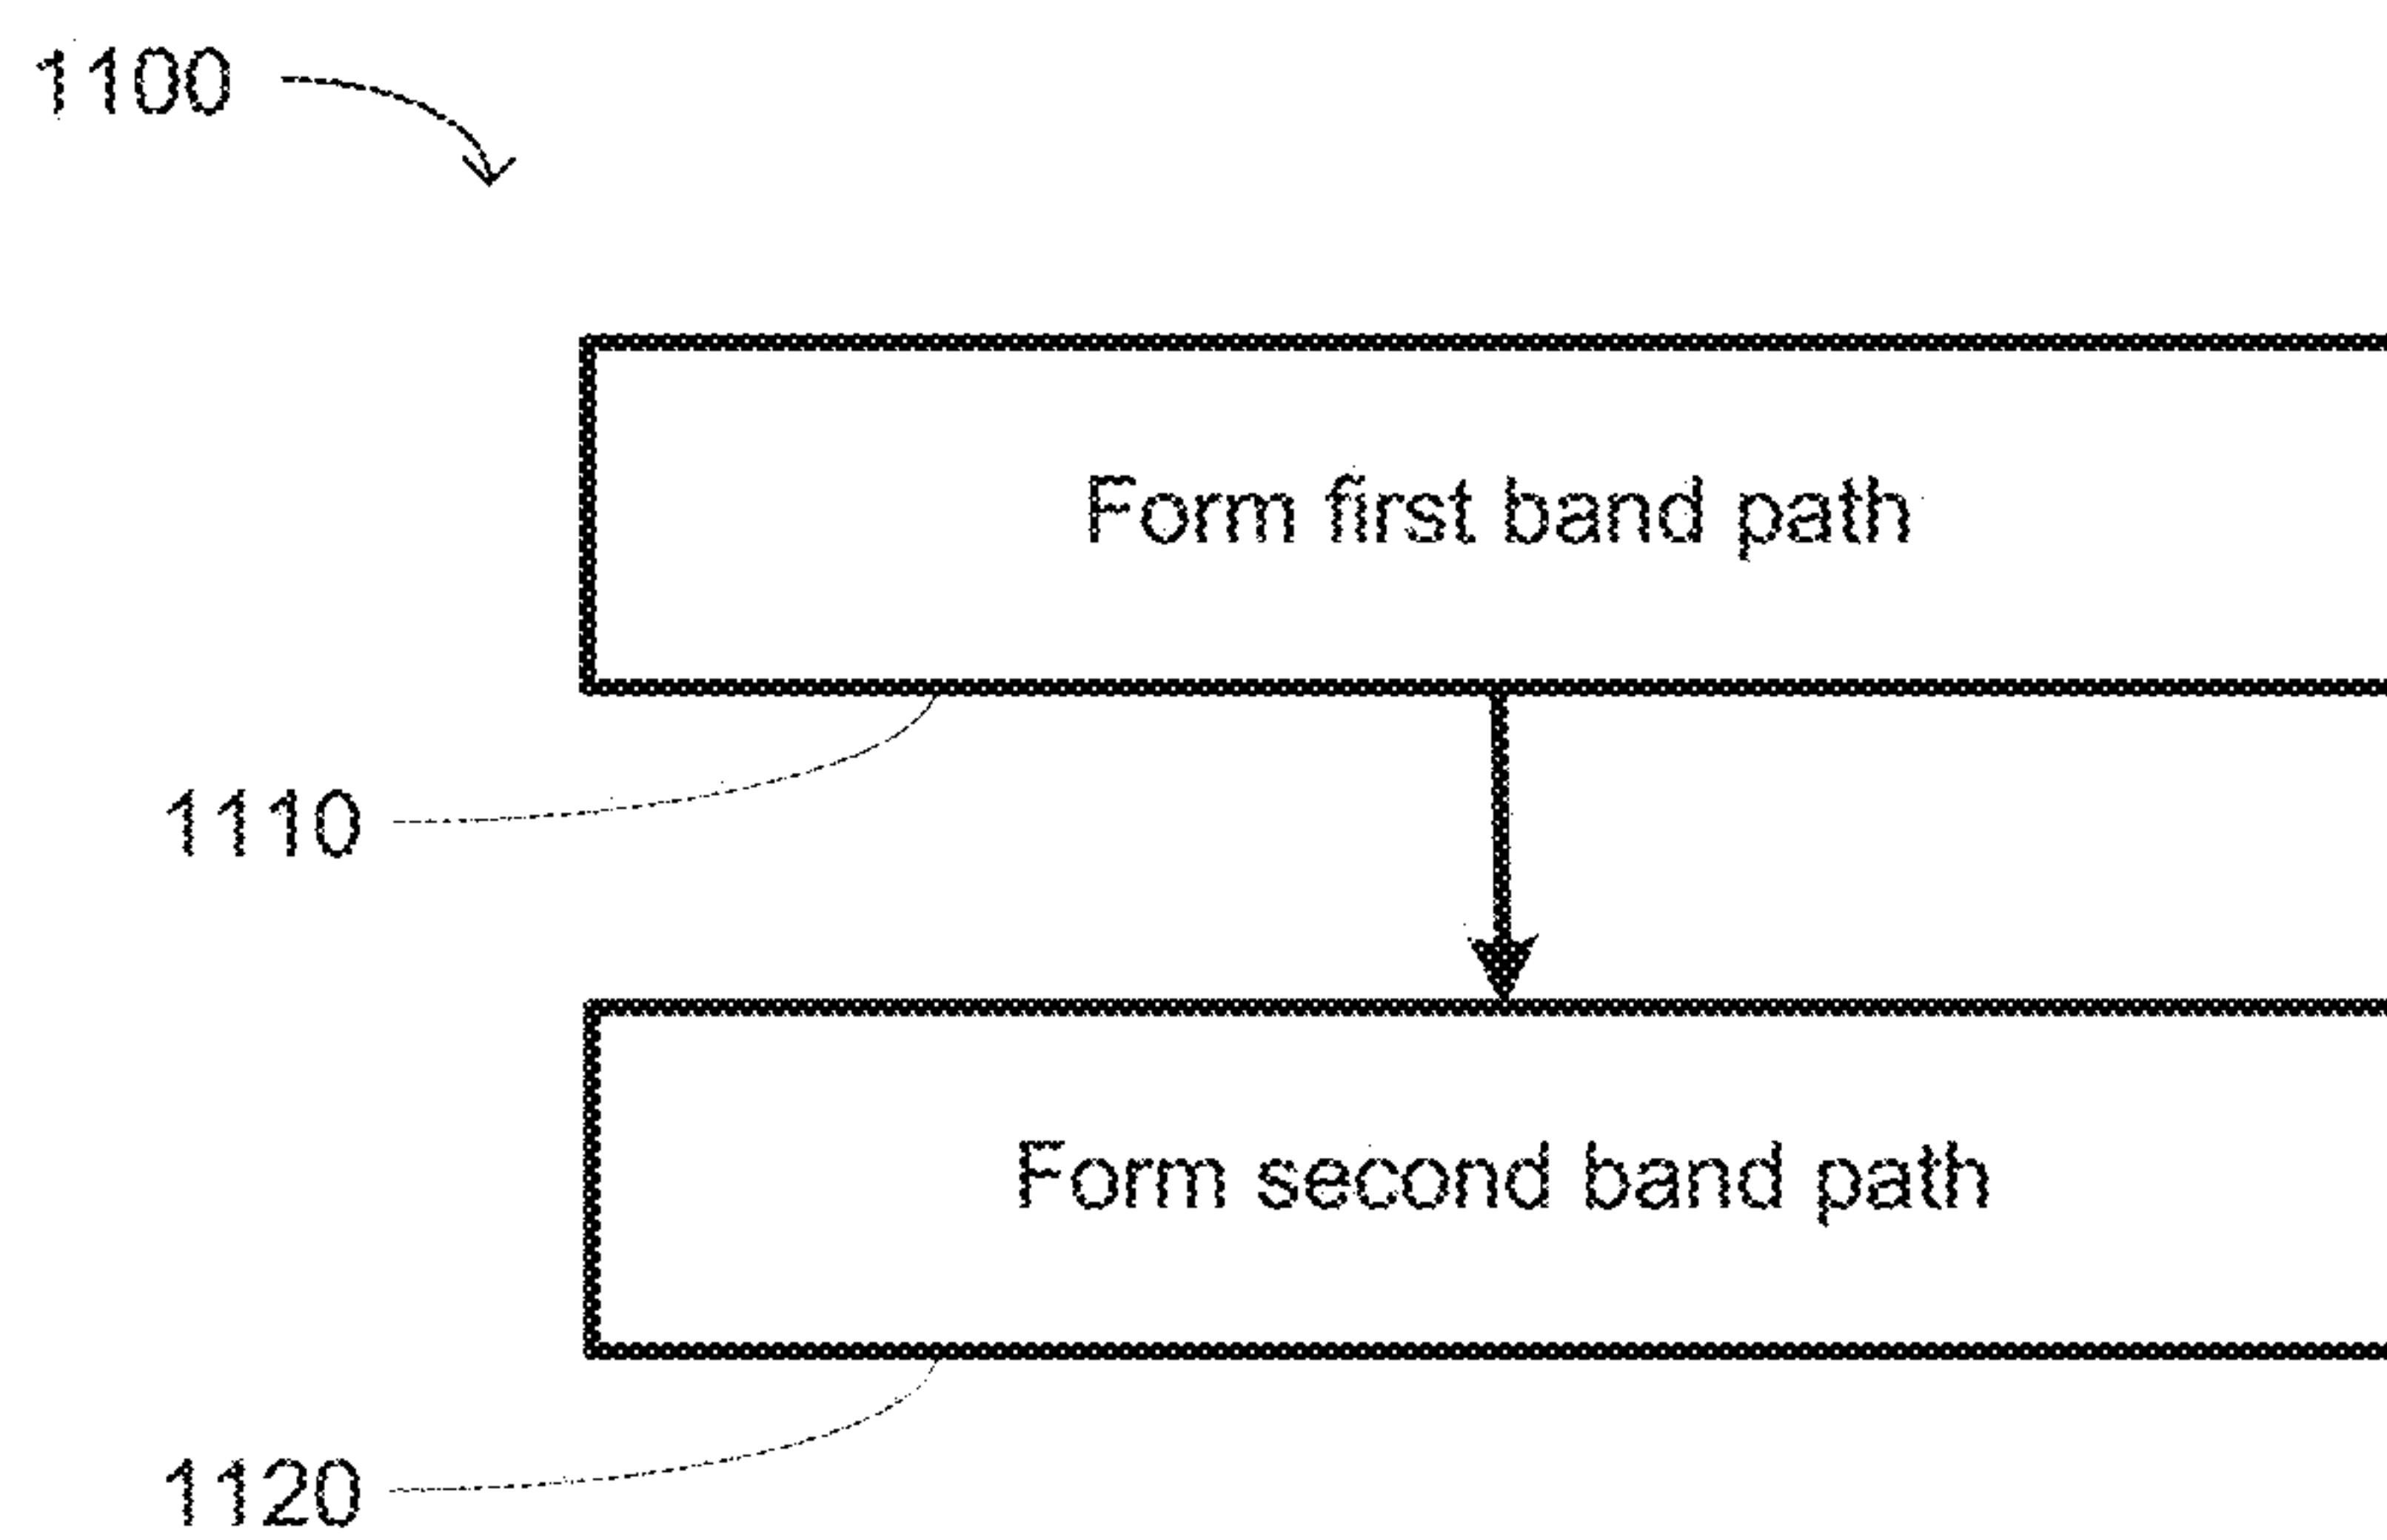 1100
Form first band path
1110
Form second band path
1120